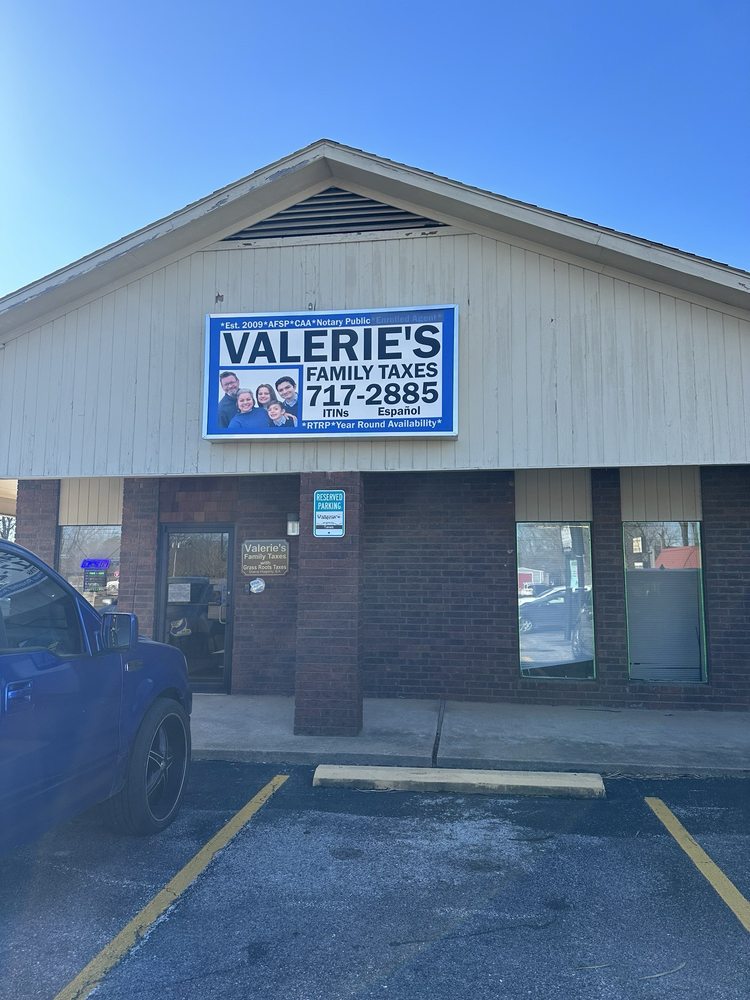 *Est. 2009*AFSP*CAA*Notary Public*Enrolled Agent*
VALERIE'S
FAMILY TAXES
717-2885
ITINs Español
*RTRP*Year Round Availability*
RESERVED
PARKING
Valerie's
Family Taxes
Grass Roots Taxes